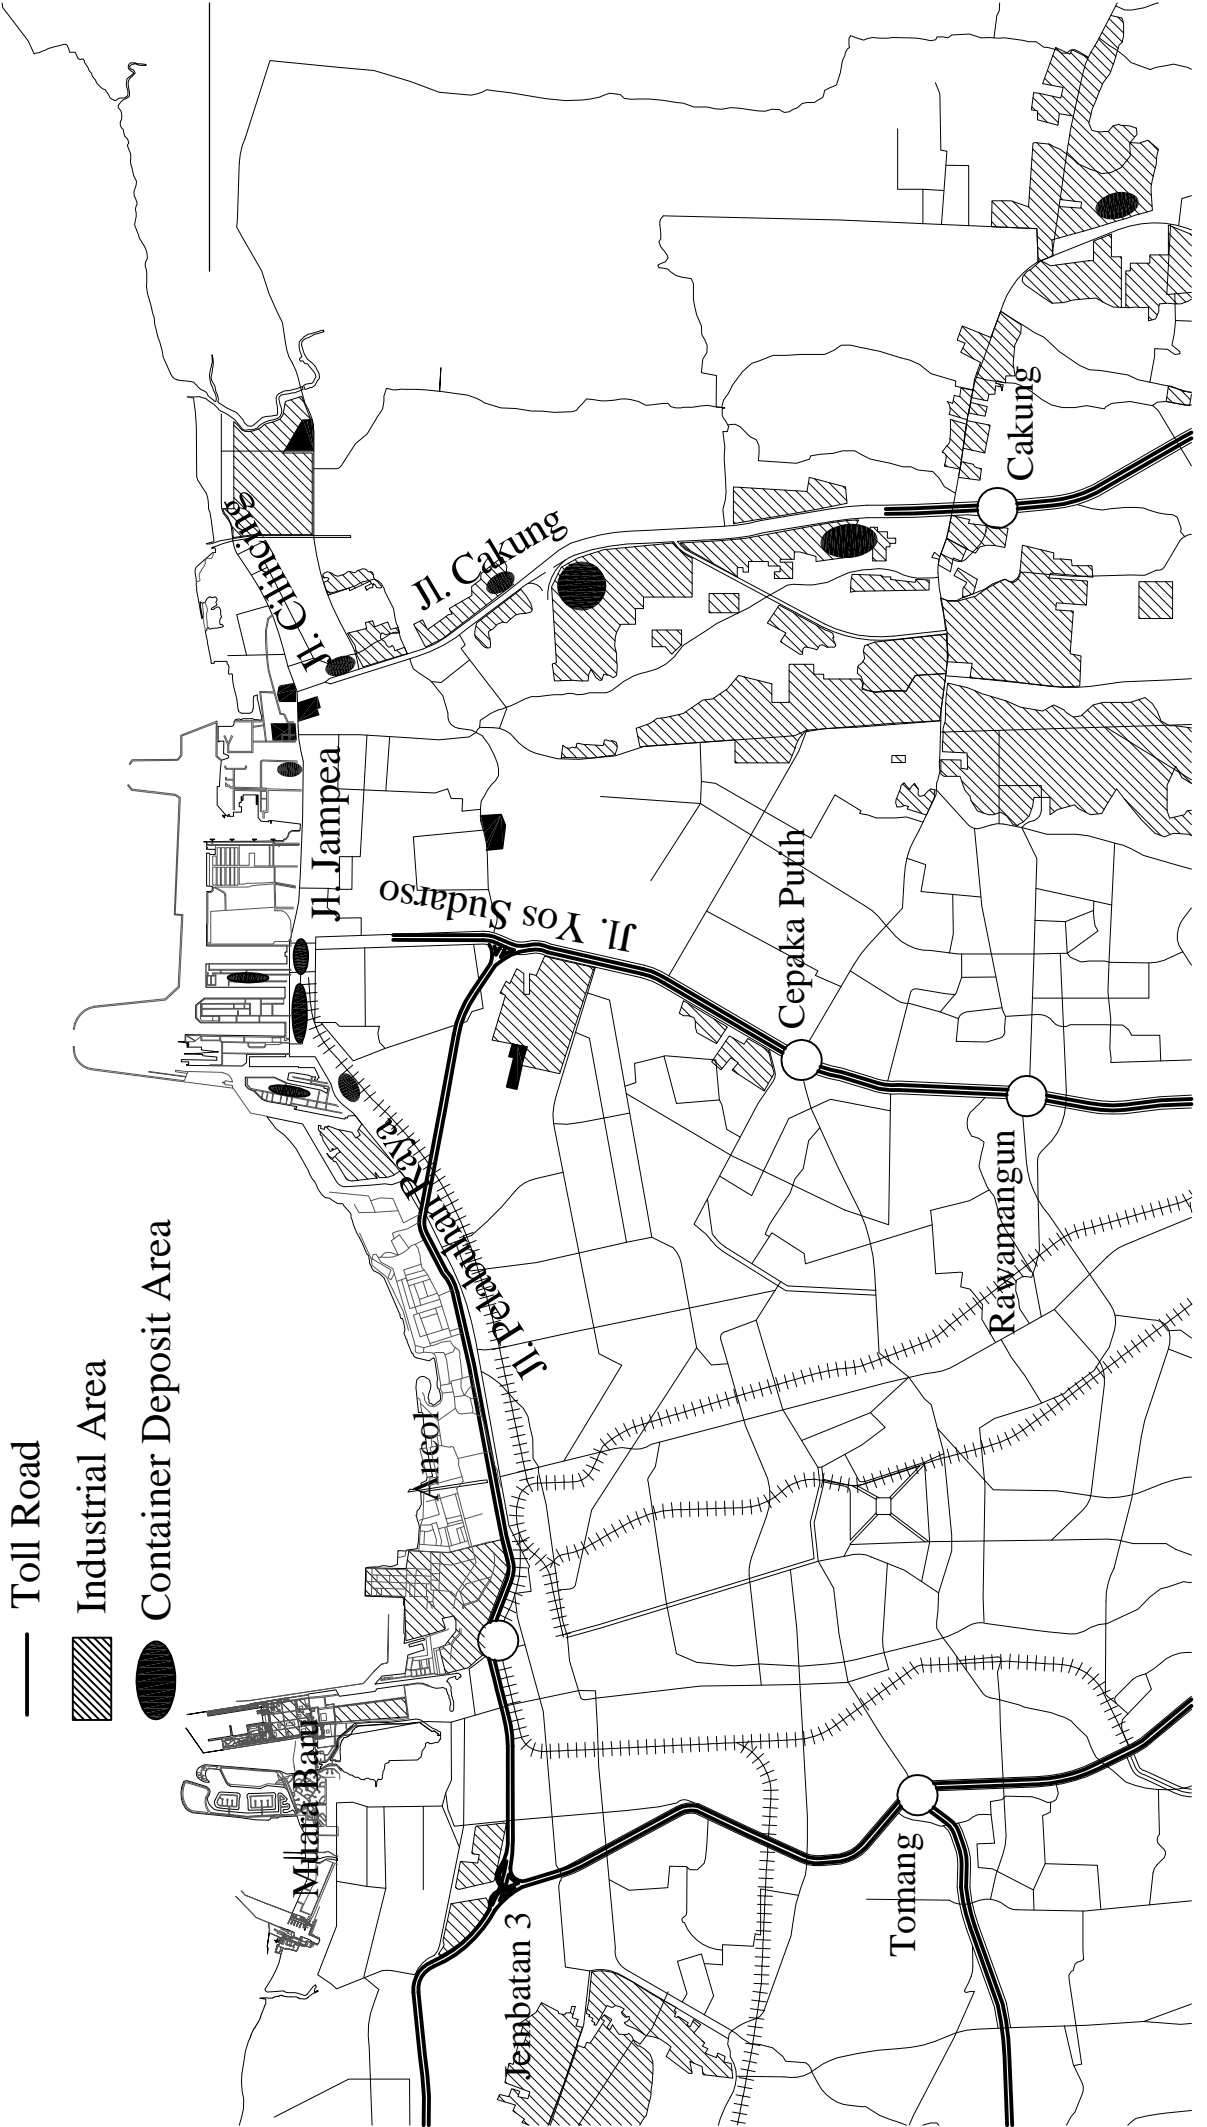 Toll Road
Industrial Area
Container Deposit Area
Muara Baru
Jembatan 3
Tomang
Ancol
Jl. Pelabuhan Raya
Rawamangun
Cepaka Putih
Jl. Yos Sudarso
Jl. Jampea
Jl. Cilincing
Jl. Cakung
Cakung